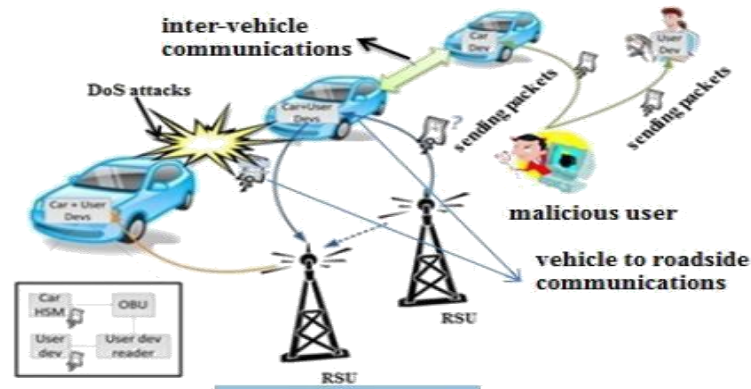 inter-vehicle
communications
Car
Dev
User
Dev
DoS attacks
Car+User
Devs
sending packets
sending packets
?
malicious user
Car + User
Devs
vehicle to roadside
communications
RSU
RSU
Car
HSM
OBU
User
dev
User dev
reader